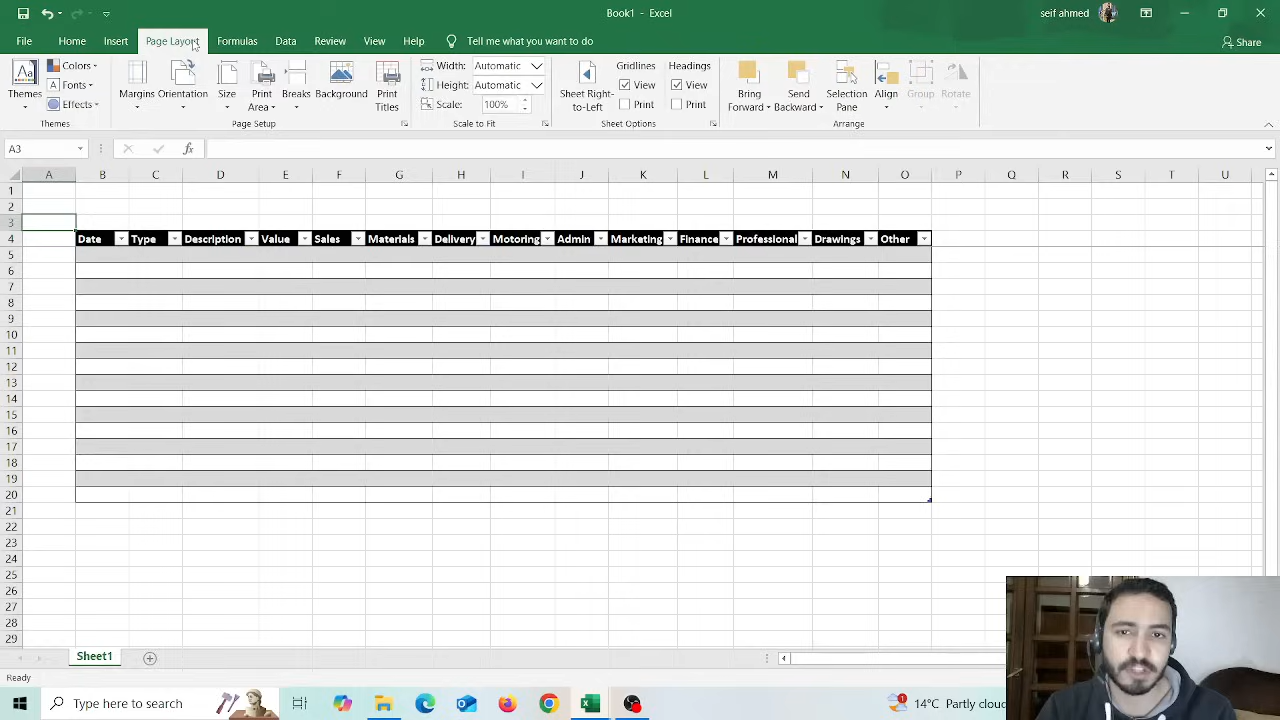 Book1 - Excel
seif ahmed
File Home Insert Page Layout Formulas Data Review View Help Tell me what you want to do Share
Themes Colors Fonts Effects
Margins Orientation Size Print Area Breaks Background Print Titles
Width: Automatic
Height: Automatic
Scale: 100%
Sheet Right-to-Left
Gridlines Headings
View View
Print Print
Bring Forward Send Backward Selection Pane Align Group Rotate
Themes Page Setup Scale to Fit Sheet Options Arrange
A3 fx
A B C D E F G H I J K L M N O P Q R S T U
1
2
3
4 Date Type Description Value Sales Materials Delivery Motoring Admin Marketing Finance Professional Drawings Other
5
6
7
8
9
10
11
12
13
14
15
16
17
18
19
20
21
22
23
24
25
26
27
28
29
Sheet1
Ready
Type here to search
14°C Partly cloudy
1